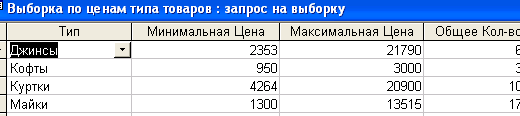 Выборка по ценам типа товаров : запрос на выборку
Тип Минимальная Цена Максимальная Цена Общее Кол-во
Джинсы 2353 21790 6
Кофты 950 3000 3
Куртки 4264 20900 10
Майки 1300 13515 17